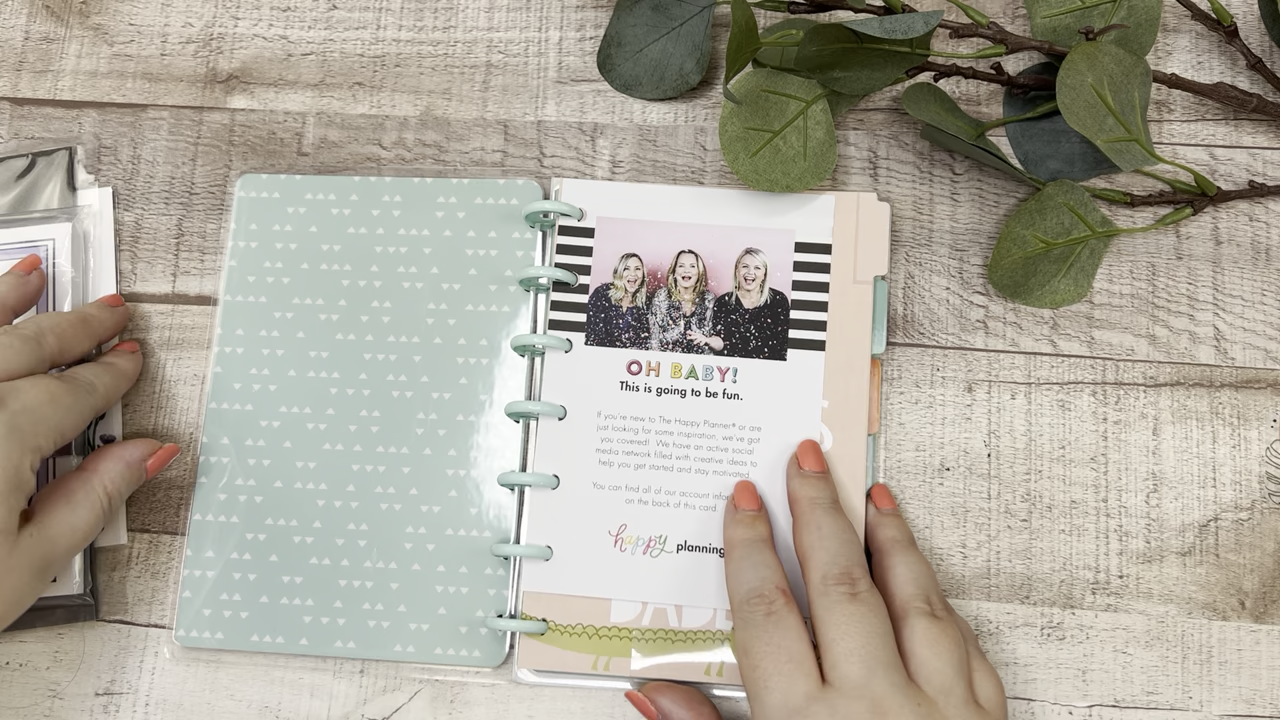 OH BABY!
This is going to be fun.
If you're new to The Happy Planner® or are
just looking for some inspiration, we've got
you covered! We have an active social
media network filled with creative ideas to
help you get started and stay motivated.
You can find all of our account
on the back of this card.
happy planning
BABE